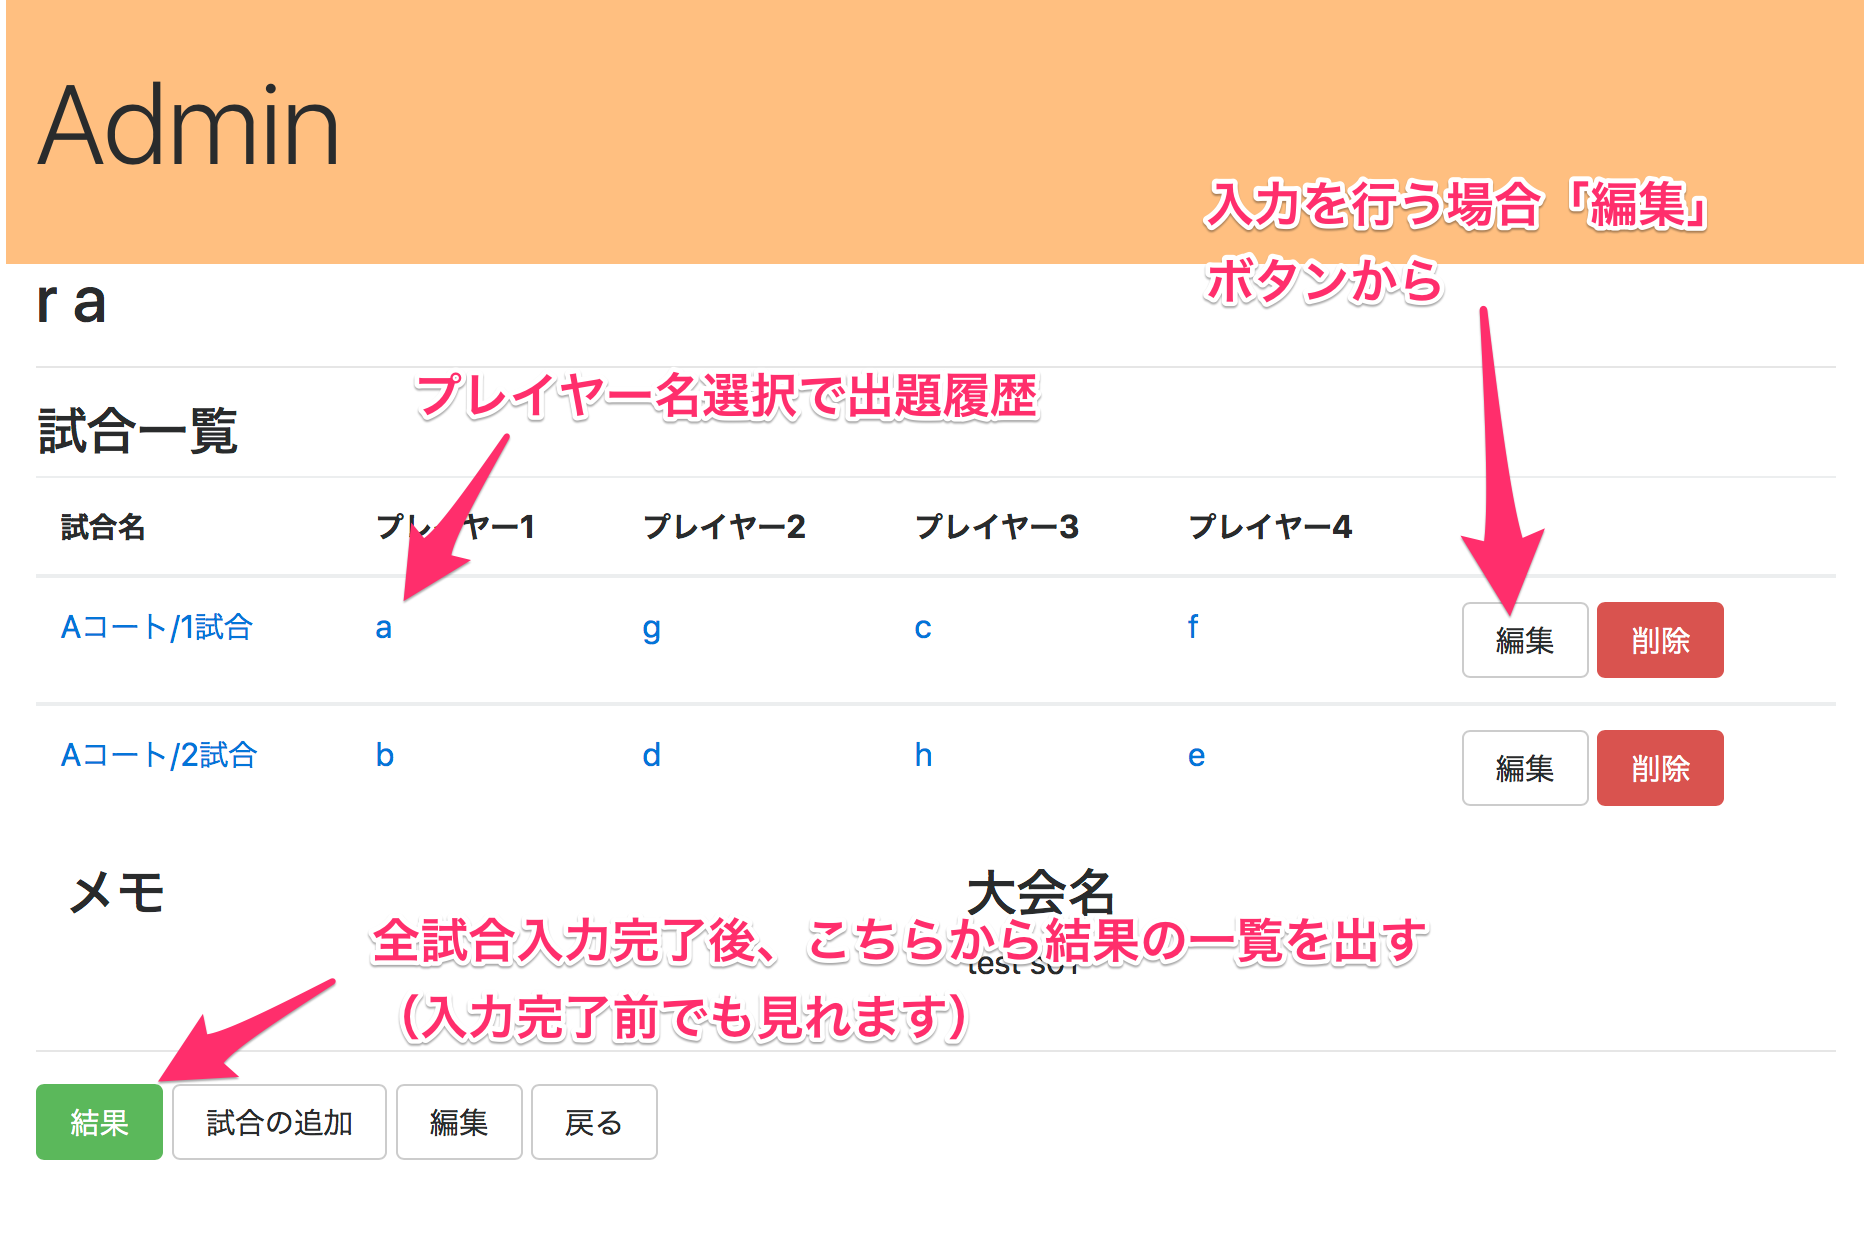 Admin
入力を行う場合「編集」
ボタンから
r a
プレイヤー名選択で出題履歴
試合一覧
試合名 プレイヤー1 プレイヤー2 プレイヤー3 プレイヤー4
Aコート/1試合 a g c f 編集 削除
Aコート/2試合 b d h e 編集 削除
メモ 大会名
全試合入力完了後、こちらから結果の一覧を出す
test
（入力完了前でも見れます）
結果 試合の追加 編集 戻る